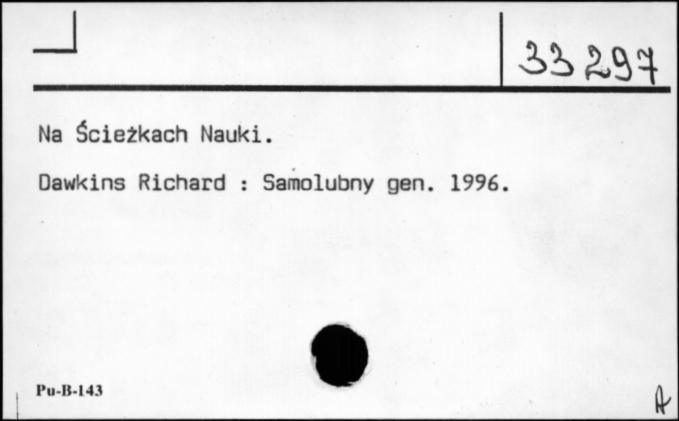 33297
Na Ścieżkach Nauki.
Dawkins Richard : Samolubny gen. 1996.
Pu-B-143
A